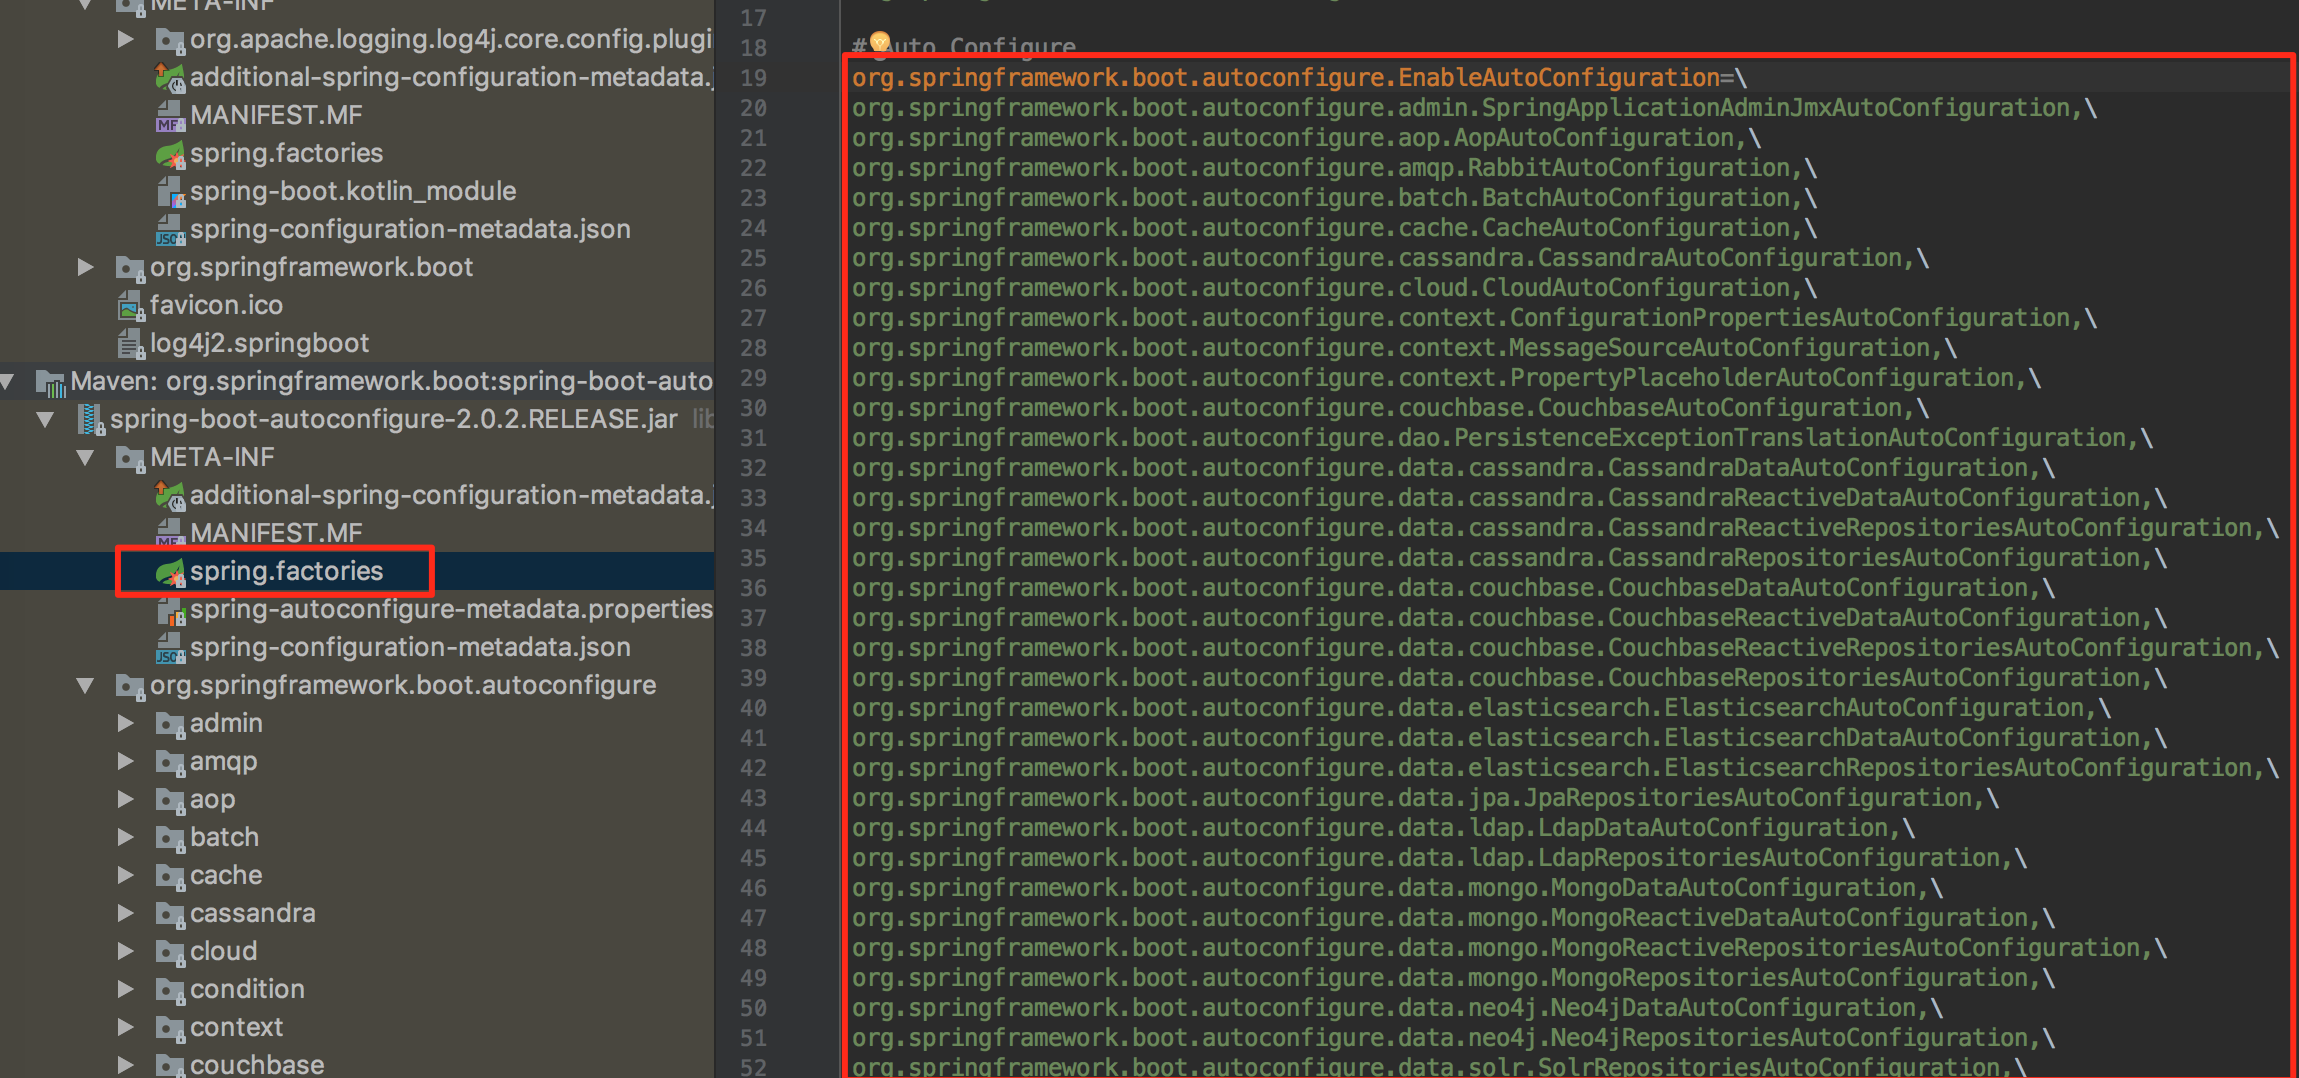 META-INF
org.apache.logging.log4j.core.config.plugi
additional-spring-configuration-metadata.j
MANIFEST.MF
spring.factories
spring-boot.kotlin_module
spring-configuration-metadata.json
org.springframework.boot
favicon.ico
log4j2.springboot
Maven: org.springframework.boot:spring-boot-auto
spring-boot-autoconfigure-2.0.2.RELEASE.jar lib
META-INF
additional-spring-configuration-metadata.j
MANIFEST.MF
spring.factories
spring-autoconfigure-metadata.properties
spring-configuration-metadata.json
org.springframework.boot.autoconfigure
admin
amqp
aop
batch
cache
cassandra
cloud
condition
context
couchbase
17
18 # Auto Configure
19 org.springframework.boot.autoconfigure.EnableAutoConfiguration=\
20 org.springframework.boot.autoconfigure.admin.SpringApplicationAdminJmxAutoConfiguration,\
21 org.springframework.boot.autoconfigure.aop.AopAutoConfiguration,\
22 org.springframework.boot.autoconfigure.amqp.RabbitAutoConfiguration,\
23 org.springframework.boot.autoconfigure.batch.BatchAutoConfiguration,\
24 org.springframework.boot.autoconfigure.cache.CacheAutoConfiguration,\
25 org.springframework.boot.autoconfigure.cassandra.CassandraAutoConfiguration,\
26 org.springframework.boot.autoconfigure.cloud.CloudAutoConfiguration,\
27 org.springframework.boot.autoconfigure.context.ConfigurationPropertiesAutoConfiguration,\
28 org.springframework.boot.autoconfigure.context.MessageSourceAutoConfiguration,\
29 org.springframework.boot.autoconfigure.context.PropertyPlaceholderAutoConfiguration,\
30 org.springframework.boot.autoconfigure.couchbase.CouchbaseAutoConfiguration,\
31 org.springframework.boot.autoconfigure.dao.PersistenceExceptionTranslationAutoConfiguration,\
32 org.springframework.boot.autoconfigure.data.cassandra.CassandraDataAutoConfiguration,\
33 org.springframework.boot.autoconfigure.data.cassandra.CassandraReactiveDataAutoConfiguration,\
34 org.springframework.boot.autoconfigure.data.cassandra.CassandraReactiveRepositoriesAutoConfiguration,\
35 org.springframework.boot.autoconfigure.data.cassandra.CassandraRepositoriesAutoConfiguration,\
36 org.springframework.boot.autoconfigure.data.couchbase.CouchbaseDataAutoConfiguration,\
37 org.springframework.boot.autoconfigure.data.couchbase.CouchbaseReactiveDataAutoConfiguration,\
38 org.springframework.boot.autoconfigure.data.couchbase.CouchbaseReactiveRepositoriesAutoConfiguration,\
39 org.springframework.boot.autoconfigure.data.couchbase.CouchbaseRepositoriesAutoConfiguration,\
40 org.springframework.boot.autoconfigure.data.elasticsearch.ElasticsearchAutoConfiguration,\
41 org.springframework.boot.autoconfigure.data.elasticsearch.ElasticsearchDataAutoConfiguration,\
42 org.springframework.boot.autoconfigure.data.elasticsearch.ElasticsearchRepositoriesAutoConfiguration,\
43 org.springframework.boot.autoconfigure.data.jpa.JpaRepositoriesAutoConfiguration,\
44 org.springframework.boot.autoconfigure.data.ldap.LdapDataAutoConfiguration,\
45 org.springframework.boot.autoconfigure.data.ldap.LdapRepositoriesAutoConfiguration,\
46 org.springframework.boot.autoconfigure.data.mongo.MongoDataAutoConfiguration,\
47 org.springframework.boot.autoconfigure.data.mongo.MongoReactiveDataAutoConfiguration,\
48 org.springframework.boot.autoconfigure.data.mongo.MongoReactiveRepositoriesAutoConfiguration,\
49 org.springframework.boot.autoconfigure.data.mongo.MongoRepositoriesAutoConfiguration,\
50 org.springframework.boot.autoconfigure.data.neo4j.Neo4jDataAutoConfiguration,\
51 org.springframework.boot.autoconfigure.data.neo4j.Neo4jRepositoriesAutoConfiguration,\
52 org.springframework.boot.autoconfigure.data.solr.SolrRepositoriesAutoConfiguration,\